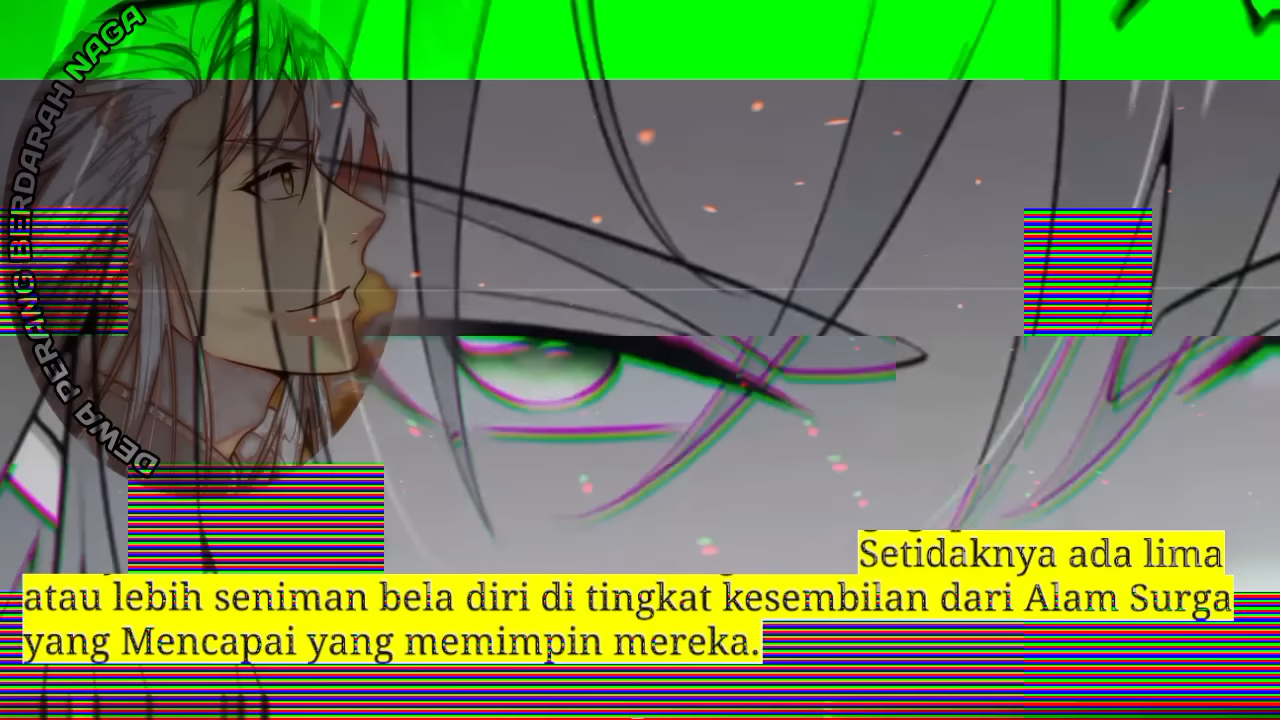 DEWA PERANG BERDARAH NAGA
Setidaknya ada lima
atau lebih seniman bela diri di tingkat kesembilan dari Alam Surga
yang Mencapai yang memimpin mereka.